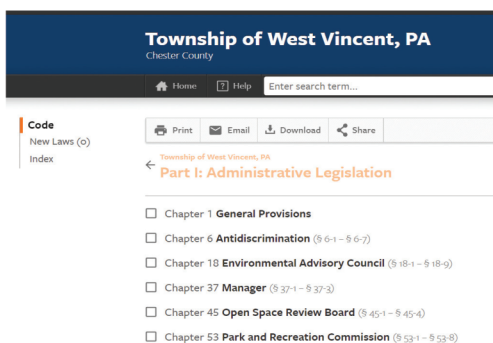 Township of West Vincent, PA
Chester County
Home ? Help Enter search term...
Code
New Laws (0)
Index
Print Email Download Share
Township of West Vincent, PA
Part I: Administrative Legislation
Chapter 1 General Provisions
Chapter 6 Antidiscrimination (§ 6-1 – § 6-7)
Chapter 18 Environmental Advisory Council (§ 18-1 – § 18-9)
Chapter 37 Manager (§ 37-1 – § 37-3)
Chapter 45 Open Space Review Board (§ 45-1 – § 45-4)
Chapter 53 Park and Recreation Commission (§ 53-1 – § 53-8)